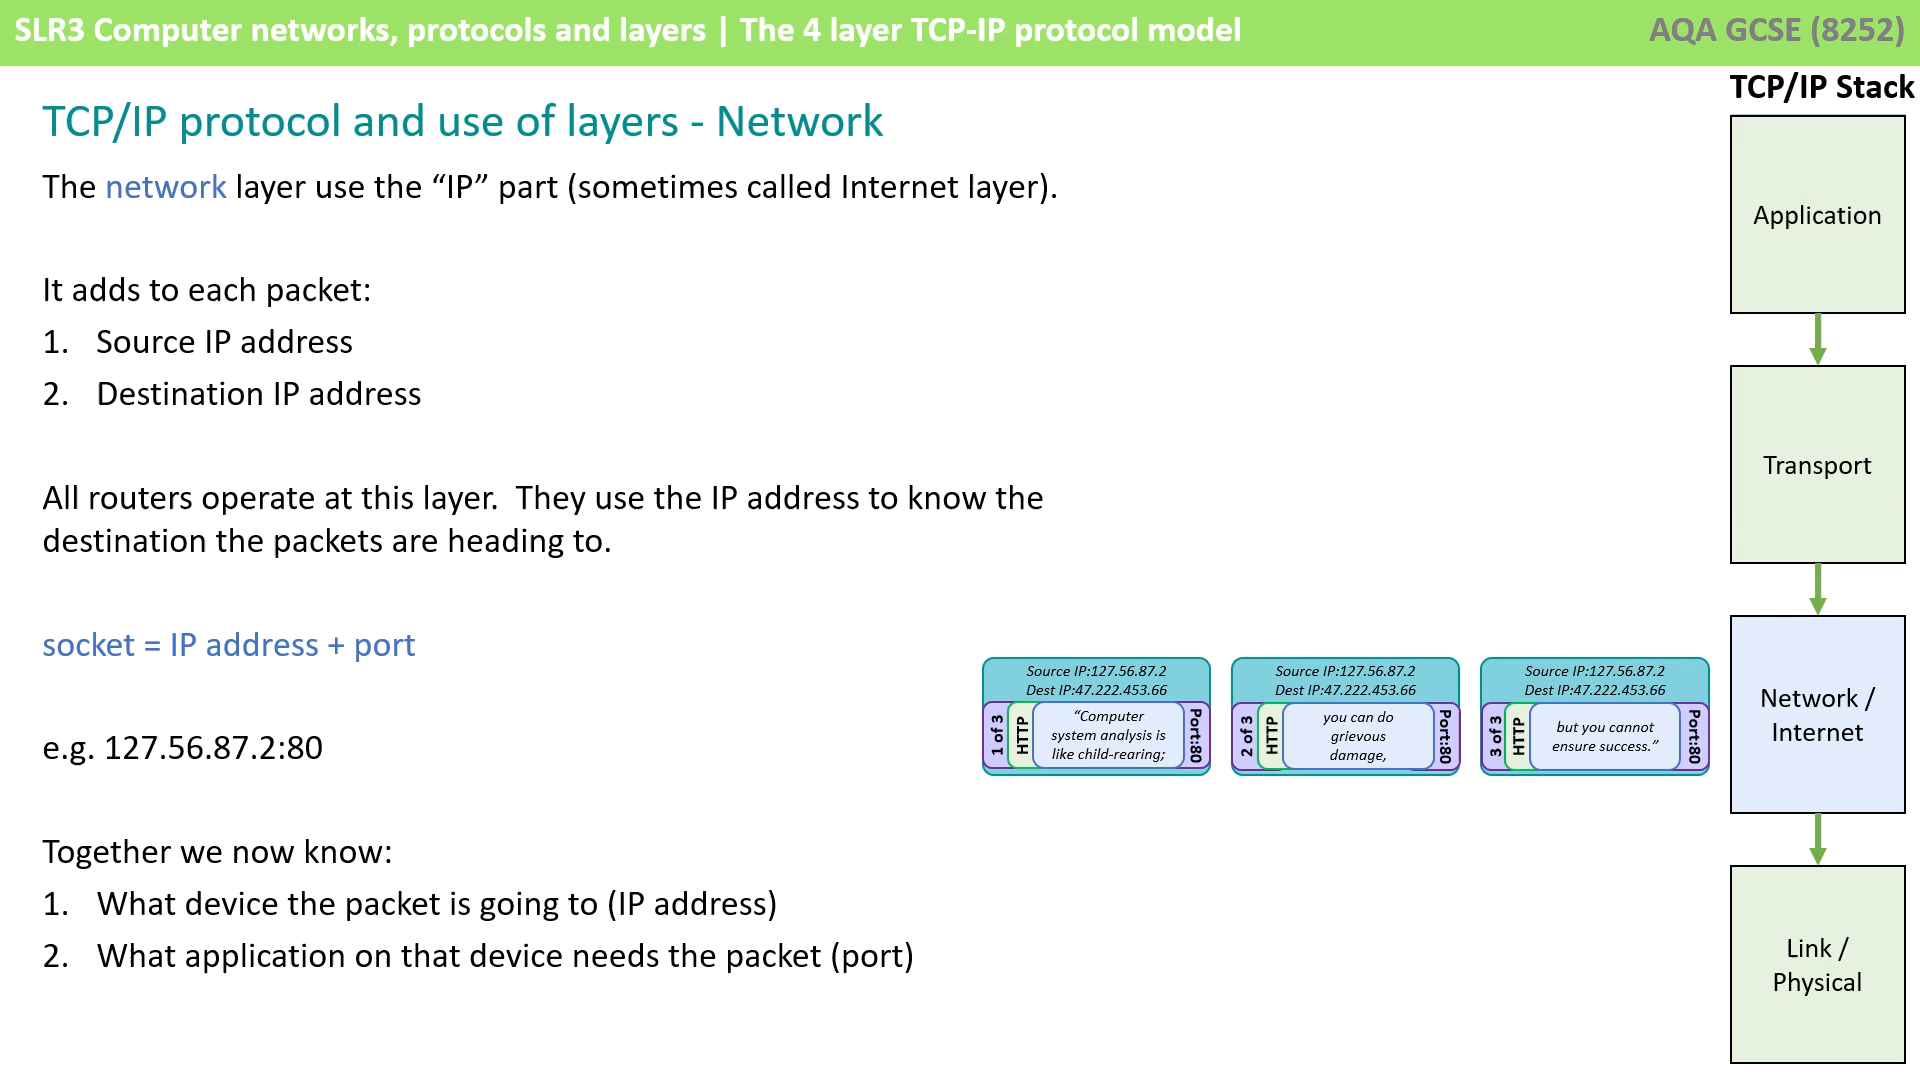 SLR3 Computer networks, protocols and layers | The 4 layer TCP-IP protocol model
AQA GCSE (8252)
TCP/IP protocol and use of layers - Network
The network layer use the “IP” part (sometimes called Internet layer).
It adds to each packet:
1. Source IP address
2. Destination IP address
All routers operate at this layer. They use the IP address to know the
destination the packets are heading to.
socket = IP address + port
e.g. 127.56.87.2:80
Together we now know:
1. What device the packet is going to (IP address)
2. What application on that device needs the packet (port)
Source IP:127.56.87.2
Dest IP:47.222.453.66
1 of 3
HTTP
“Computer
system analysis is
like child-rearing;
Port:80
Source IP:127.56.87.2
Dest IP:47.222.453.66
2 of 3
HTTP
you can do
grievous
damage,
Port:80
Source IP:127.56.87.2
Dest IP:47.222.453.66
3 of 3
HTTP
but you cannot
ensure success.”
Port:80
TCP/IP Stack
Application
Transport
Network /
Internet
Link /
Physical